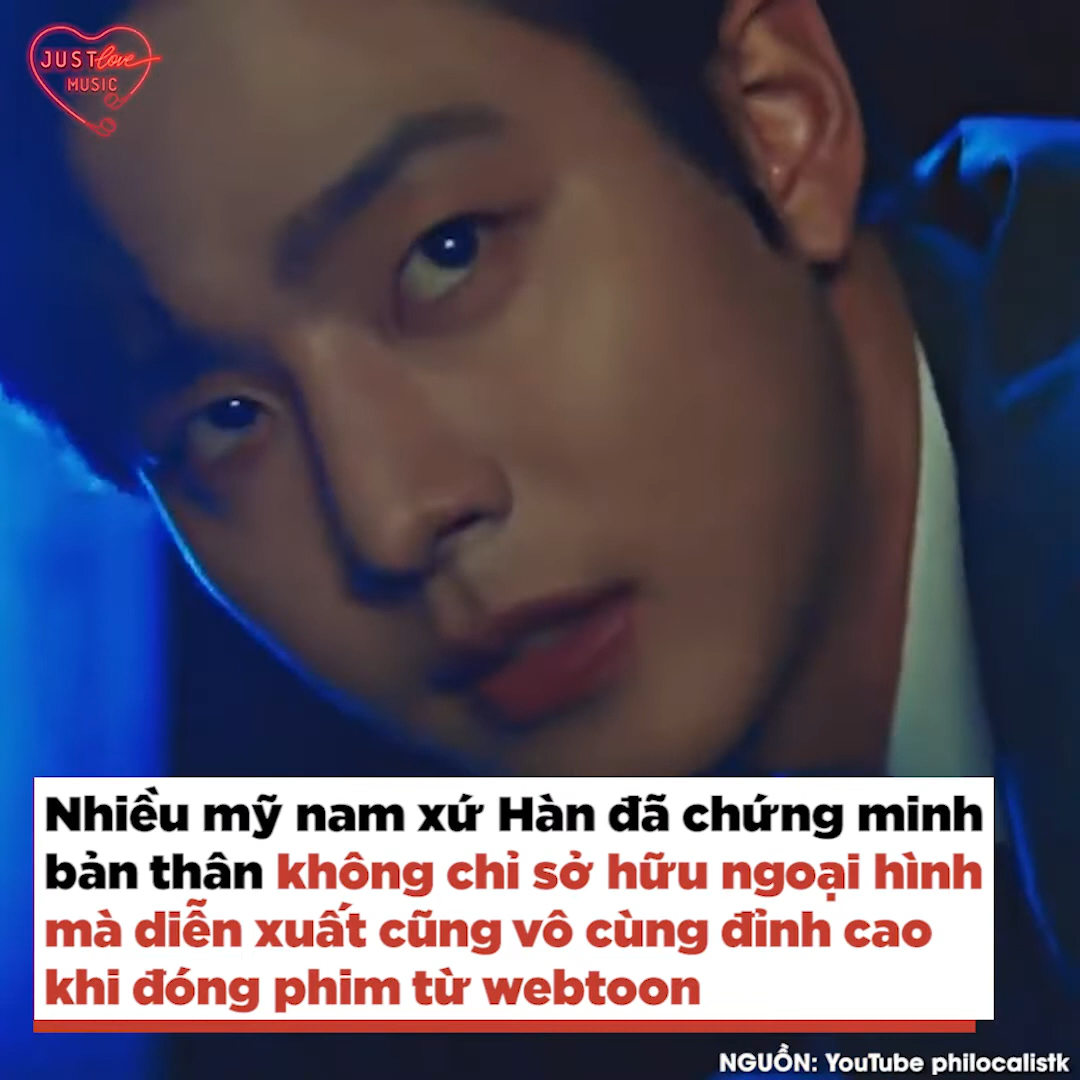 JUST love
MUSIC
Nhiều mỹ nam xứ Hàn đã chứng minh
bản thân không chỉ sở hữu ngoại hình
mà diễn xuất cũng vô cùng đỉnh cao
khi đóng phim từ webtoon
NGUỒN: YouTube philocalistk